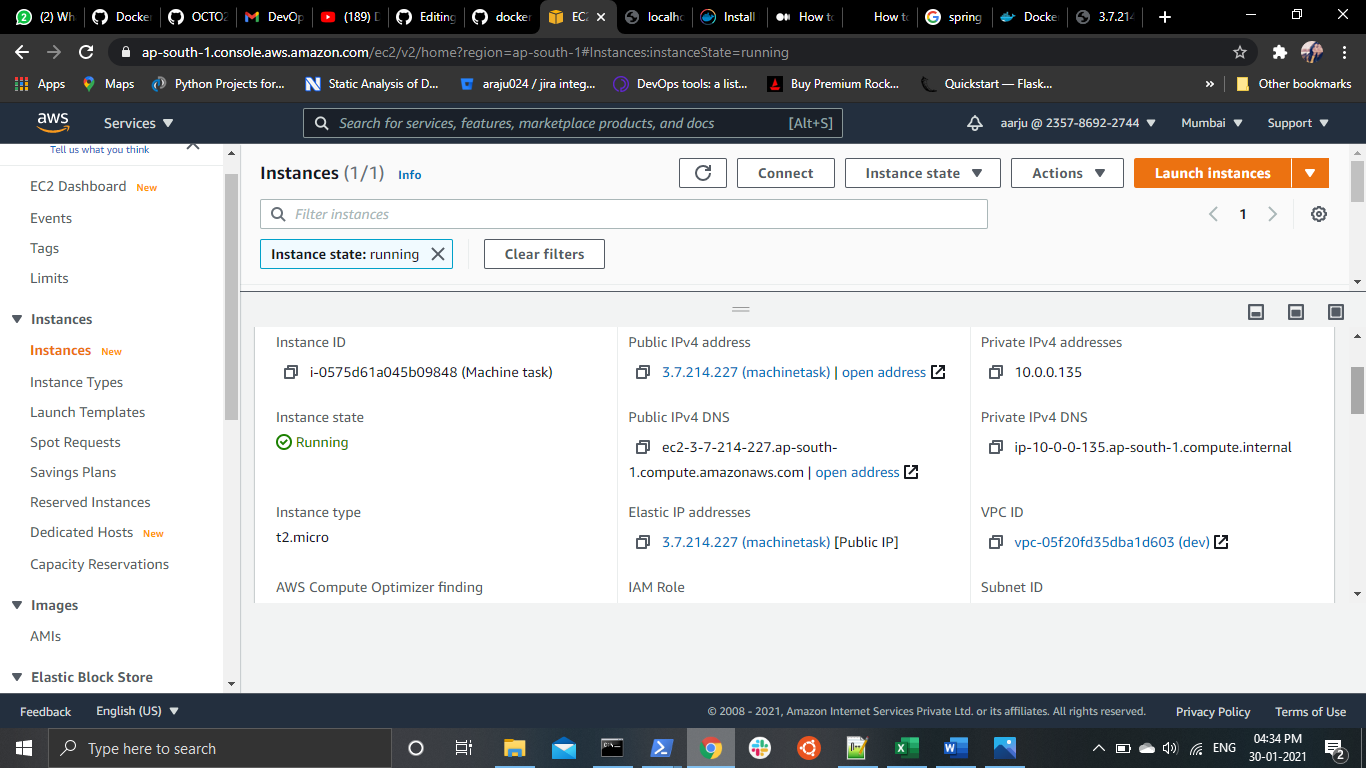 (2) Wh
Docker
OCTO2
DevOp
(189) D
Editing
docker
EC2
localho
Install
How to
How to
spring
Docke
3.7.214
ap-south-1.console.aws.amazon.com/ec2/v2/home?region=ap-south-1#Instances:instanceState=running
Apps
Maps
Python Projects for...
Static Analysis of D...
araju024 / jira integ...
DevOps tools: a list...
Buy Premium Rock...
Quickstart — Flask...
»
Other bookmarks
aws
Services
Search for services, features, marketplace products, and docs
[Alt+S]
aarju @ 2357-8692-2744
Mumbai
Support
Tell us what you think
EC2 Dashboard New
Events
Tags
Limits
Instances
Instances New
Instance Types
Launch Templates
Spot Requests
Savings Plans
Reserved Instances
Dedicated Hosts New
Capacity Reservations
Images
AMIs
Elastic Block Store
Instances (1/1) Info
Connect
Instance state
Actions
Launch instances
Filter instances
1
Instance state: running
Clear filters
Instance ID
i-0575d61a045b09848 (Machine task)
Public IPv4 address
3.7.214.227 (machinetask) | open address
Private IPv4 addresses
10.0.0.135
Instance state
Running
Public IPv4 DNS
ec2-3-7-214-227.ap-south-
1.compute.amazonaws.com | open address
Private IPv4 DNS
ip-10-0-0-135.ap-south-1.compute.internal
Instance type
t2.micro
Elastic IP addresses
3.7.214.227 (machinetask) [Public IP]
VPC ID
vpc-05f20fd35dba1d603 (dev)
AWS Compute Optimizer finding
IAM Role
Subnet ID
Feedback
English (US)
© 2008 - 2021, Amazon Internet Services Private Ltd. or its affiliates. All rights reserved.
Privacy Policy
Terms of Use
Type here to search
ENG
04:34 PM
30-01-2021
2